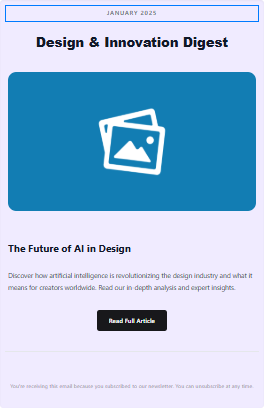 JANUARY 2025
Design & Innovation Digest
The Future of AI in Design
Discover how artificial intelligence is revolutionizing the design industry and what it
means for creators worldwide. Read our in-depth analysis and expert insights.
Read Full Article
You're receiving this email because you subscribed to our newsletter. You can unsubscribe at any time.